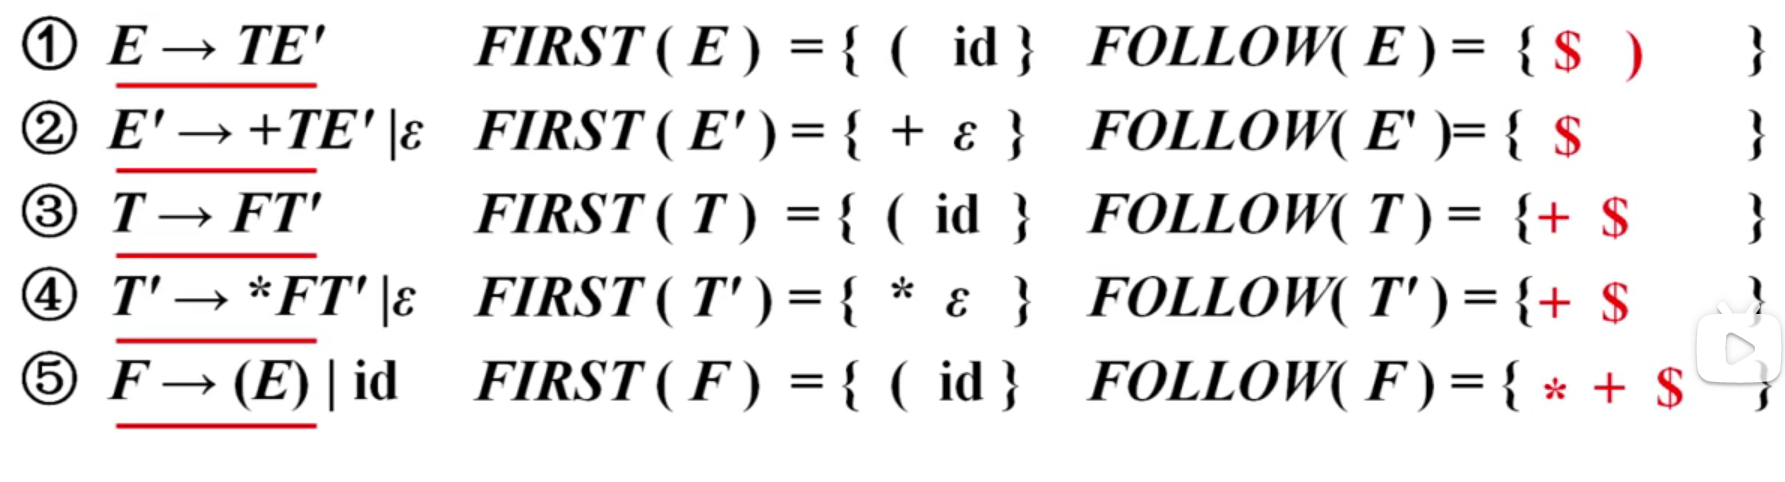 ① E → TE′ FIRST ( E ) = { ( id } FOLLOW( E ) = { $ ) }
② E′ → +TE′ |ε FIRST ( E′ ) = { + ε } FOLLOW( E' )= { $ }
③ T → FT′ FIRST ( T ) = { ( id } FOLLOW( T ) = {+ $ }
④ T′ → *FT′ |ε FIRST ( T′ ) = { * ε } FOLLOW( T′ ) = {+ $ }
⑤ F → (E) | id FIRST ( F ) = { ( id } FOLLOW( F ) = { * + $ }